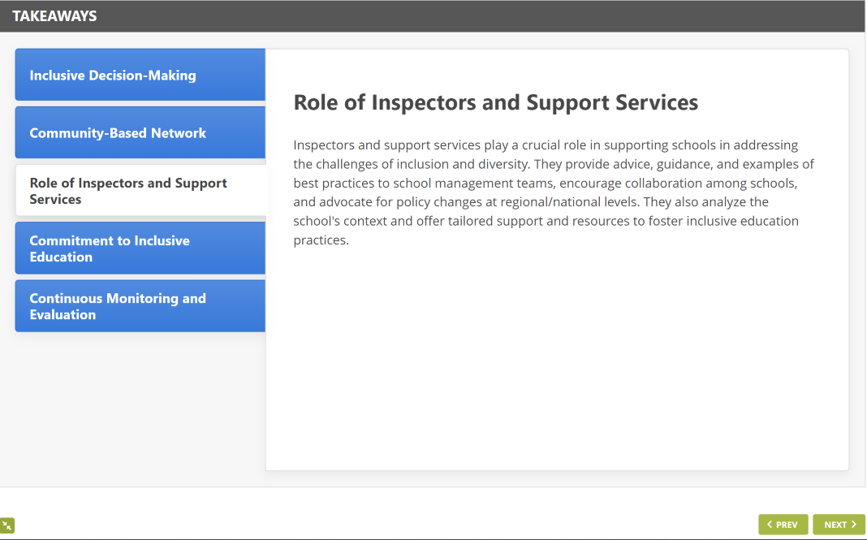 TAKEAWAYS
Inclusive Decision-Making
Community-Based Network
Role of Inspectors and Support
Services
Commitment to Inclusive
Education
Continuous Monitoring and
Evaluation
Role of Inspectors and Support Services
Inspectors and support services play a crucial role in supporting schools in addressing
the challenges of inclusion and diversity. They provide advice, guidance, and examples of
best practices to school management teams, encourage collaboration among schools,
and advocate for policy changes at regional/national levels. They also analyze the
school's context and offer tailored support and resources to foster inclusive education
practices.
PREV
NEXT